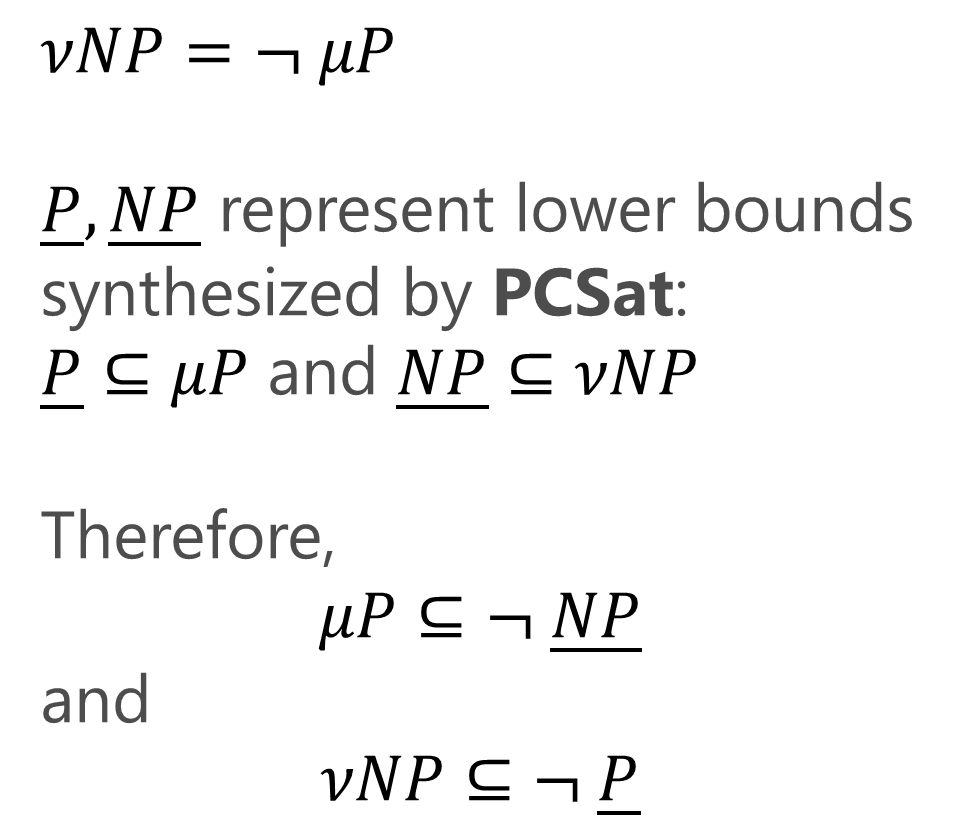 νNP = ¬ μP
P, NP represent lower bounds
synthesized by PCSat:
P ⊆ μP and NP ⊆ νNP
Therefore,
μP ⊆ ¬ NP
and
νNP ⊆ ¬ P